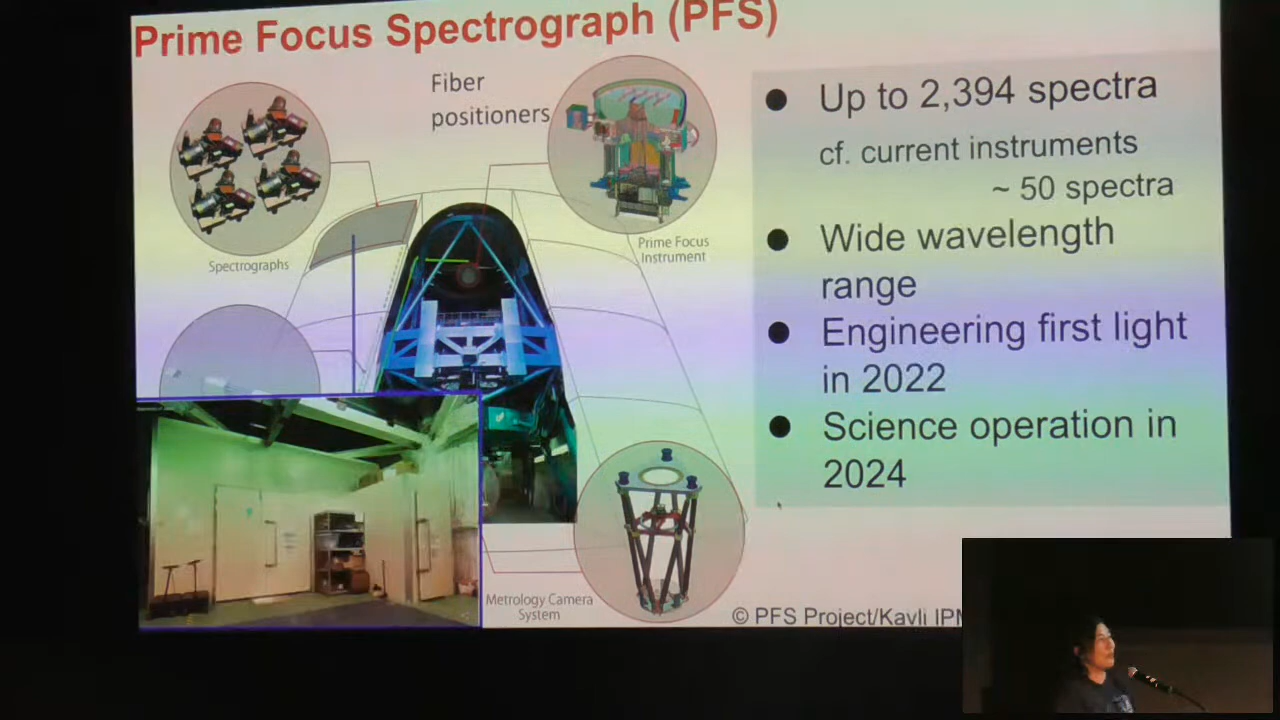 Prime Focus Spectrograph (PFS)
Fiber
positioners
Spectrographs
Prime Focus
Instrument
Metrology Camera
System
● Up to 2,394 spectra
cf. current instruments
~ 50 spectra
● Wide wavelength
range
● Engineering first light
in 2022
● Science operation in
2024
© PFS Project/Kavli